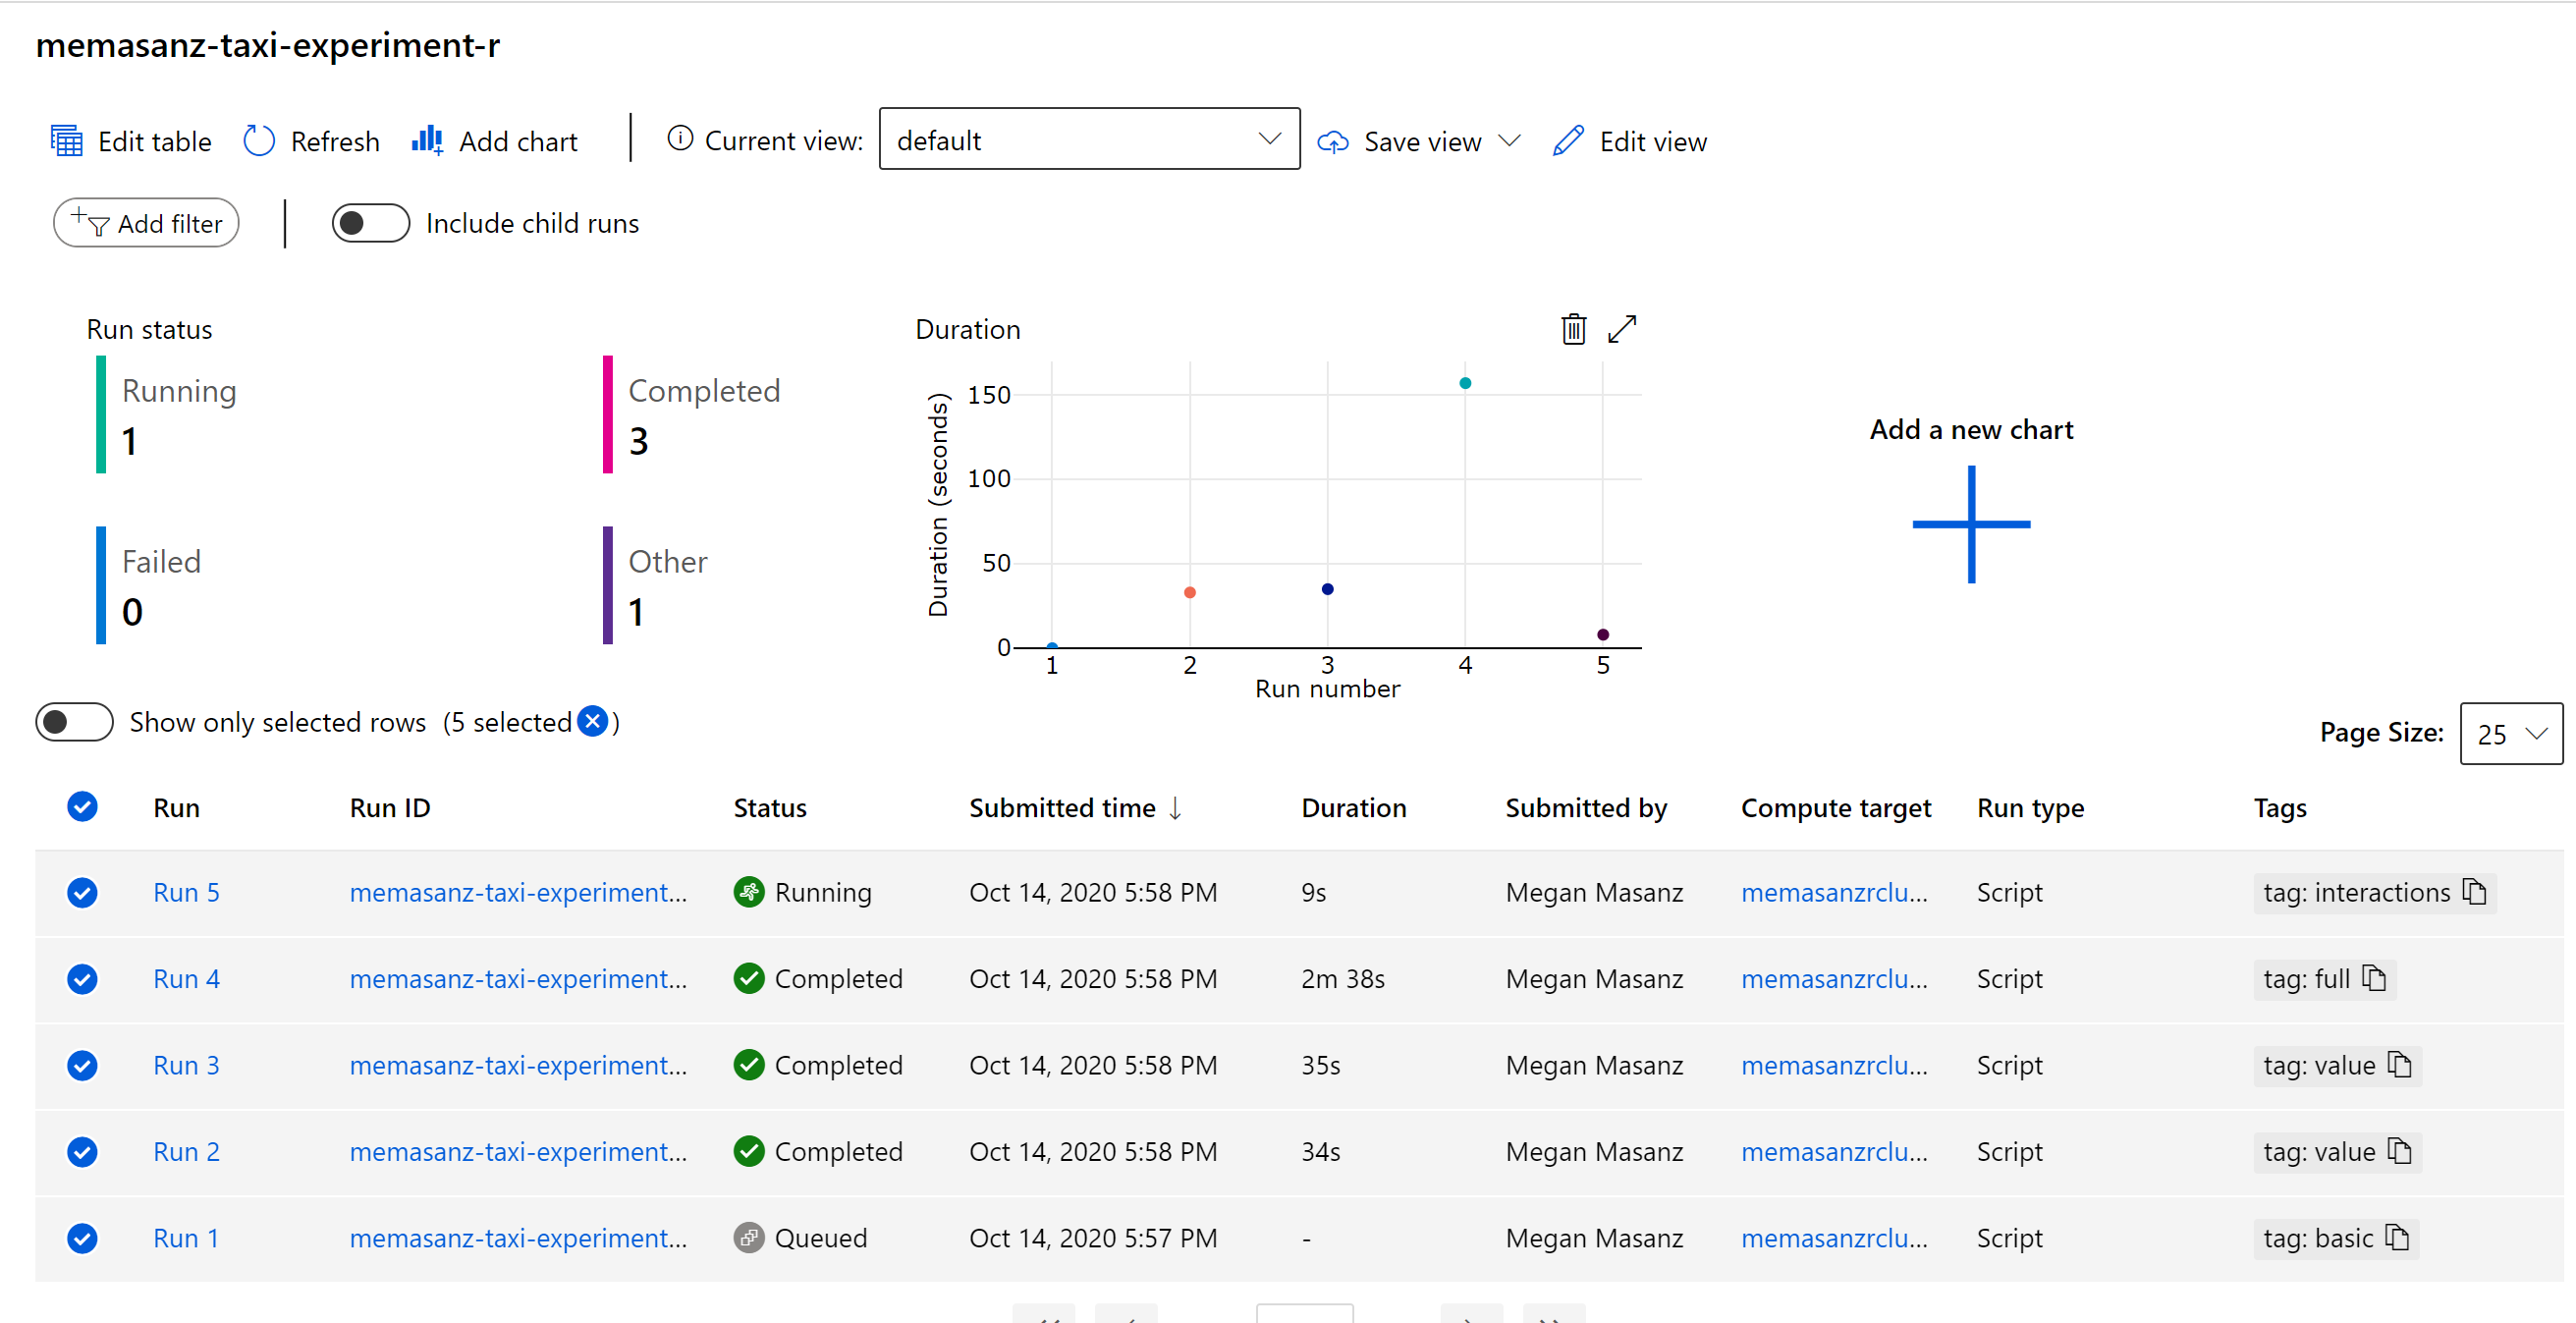 memasanz-taxi-experiment-r
Edit table Refresh Add chart Current view: default Save view Edit view
Add filter Include child runs
Run status
Running
1
Completed
3
Failed
0
Other
1
Duration
Duration (seconds)
150
100
50
0
1 2 3 4 5
Run number
Add a new chart
Show only selected rows (5 selected )
Page Size: 25
Run Run ID Status Submitted time ↓ Duration Submitted by Compute target Run type Tags
Run 5 memasanz-taxi-experiment... Running Oct 14, 2020 5:58 PM 9s Megan Masanz memasanzrclu... Script tag: interactions
Run 4 memasanz-taxi-experiment... Completed Oct 14, 2020 5:58 PM 2m 38s Megan Masanz memasanzrclu... Script tag: full
Run 3 memasanz-taxi-experiment... Completed Oct 14, 2020 5:58 PM 35s Megan Masanz memasanzrclu... Script tag: value
Run 2 memasanz-taxi-experiment... Completed Oct 14, 2020 5:58 PM 34s Megan Masanz memasanzrclu... Script tag: value
Run 1 memasanz-taxi-experiment... Queued Oct 14, 2020 5:57 PM - Megan Masanz memasanzrclu... Script tag: basic